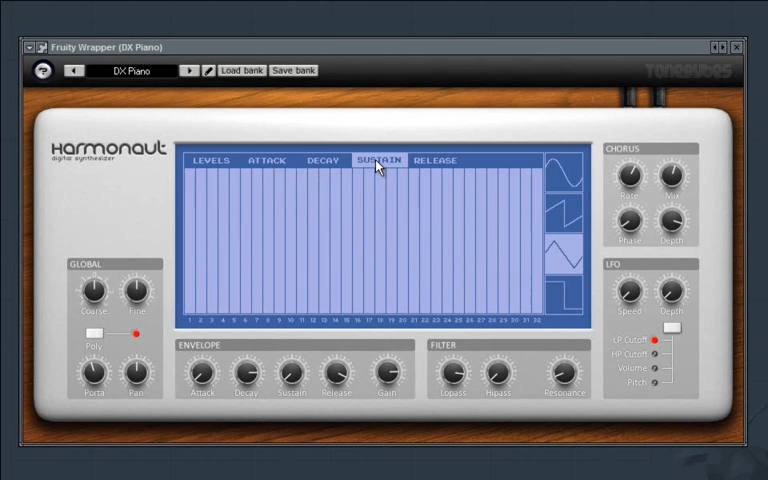 Fruity Wrapper (DX Piano)
? DX Piano Load bank Save bank
TONEBYTES
Harmonaut
digital synthesizer
LEVELS ATTACK DECAY SUSTAIN RELEASE
1 2 3 4 5 6 7 8 9 10 11 12 13 14 15 16 17 18 19 20 21 22 23 24 25 26 27 28 29 30 31 32
CHORUS
Rate Mix
Phase Depth
GLOBAL
Coarse Fine
Poly
Porta Pan
ENVELOPE
Attack Decay Sustain Release Gain
FILTER
Lopass Hipass Resonance
LFO
Speed Depth
LP Cutoff
HP Cutoff
Volume
Pitch